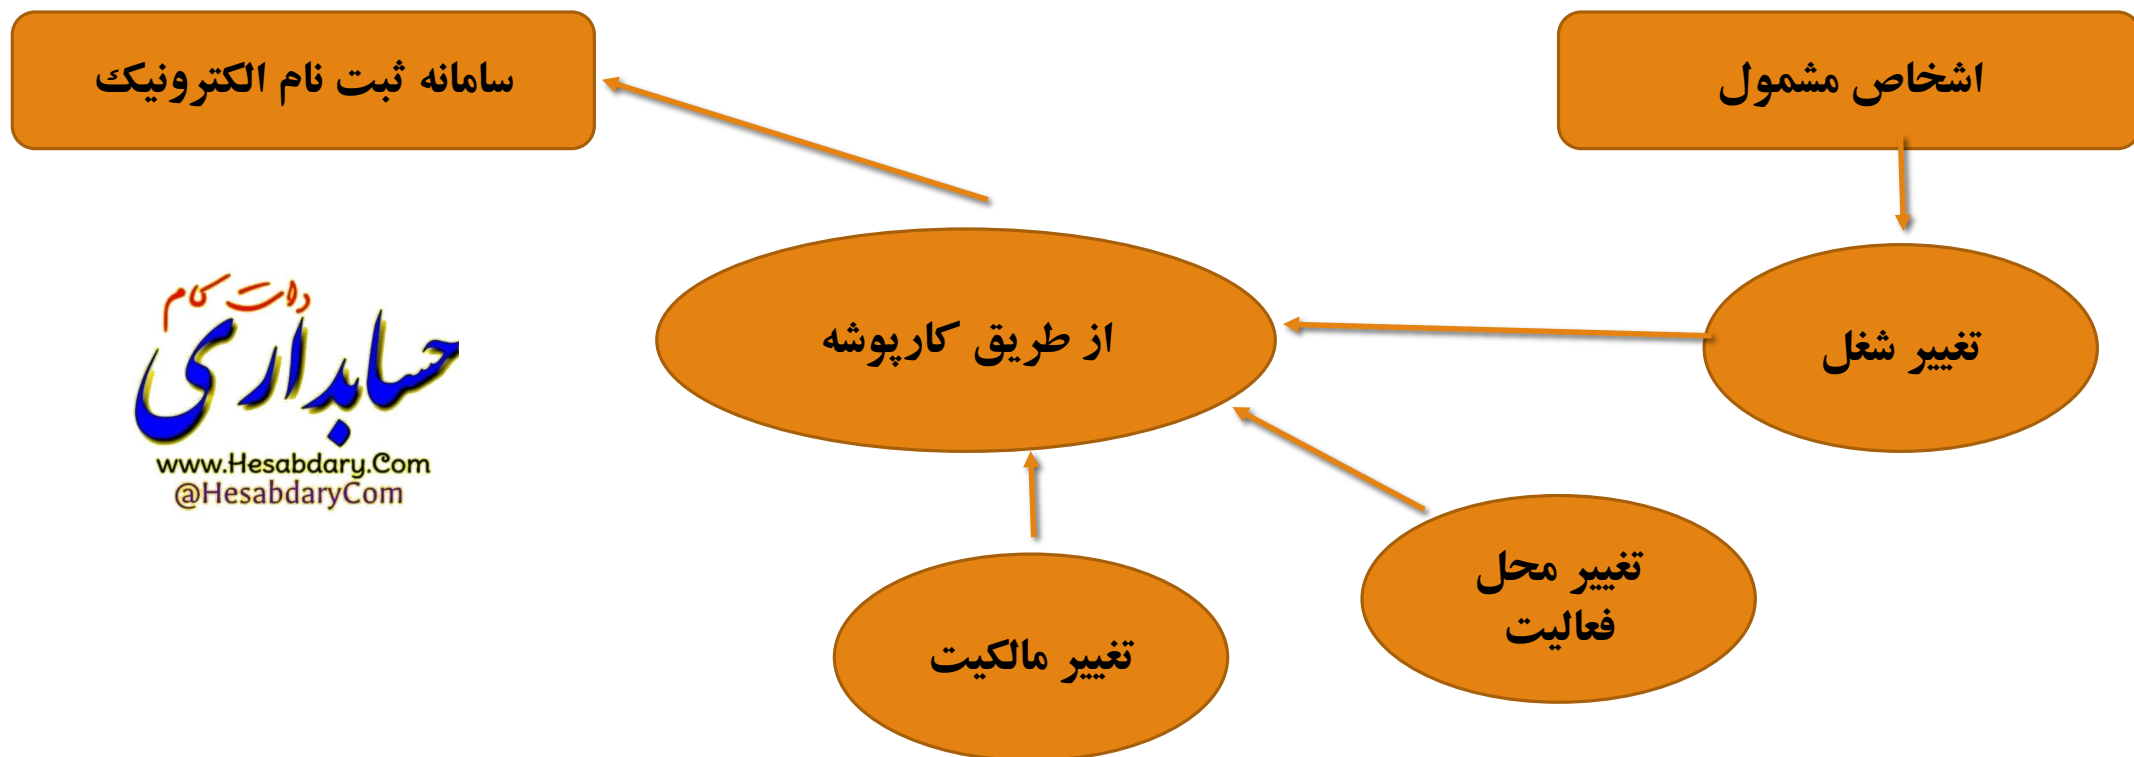 اشخاص مشمول
سامانه ثبت نام الکترونیک
تغییر شغل
از طریق کارپوشه
تغییر محل
فعالیت
تغییر مالکیت
حسابداری
دات کام
www.Hesabdary.Com
@HesabdaryCom